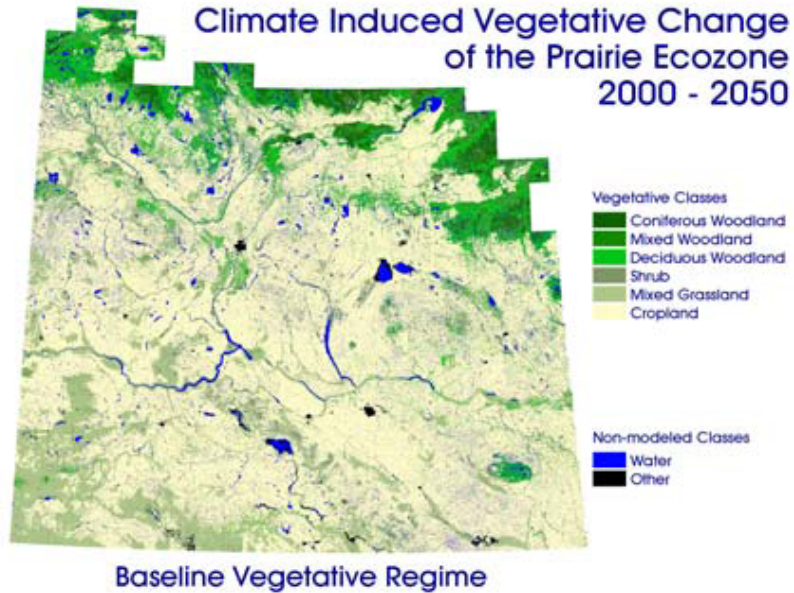 Climate Induced Vegetative Change
of the Prairie Ecozone
2000 - 2050
Vegetative Classes
Coniferous Woodland
Mixed Woodland
Deciduous Woodland
Shrub
Mixed Grassland
Cropland
Non-modeled Classes
Water
Other
Baseline Vegetative Regime